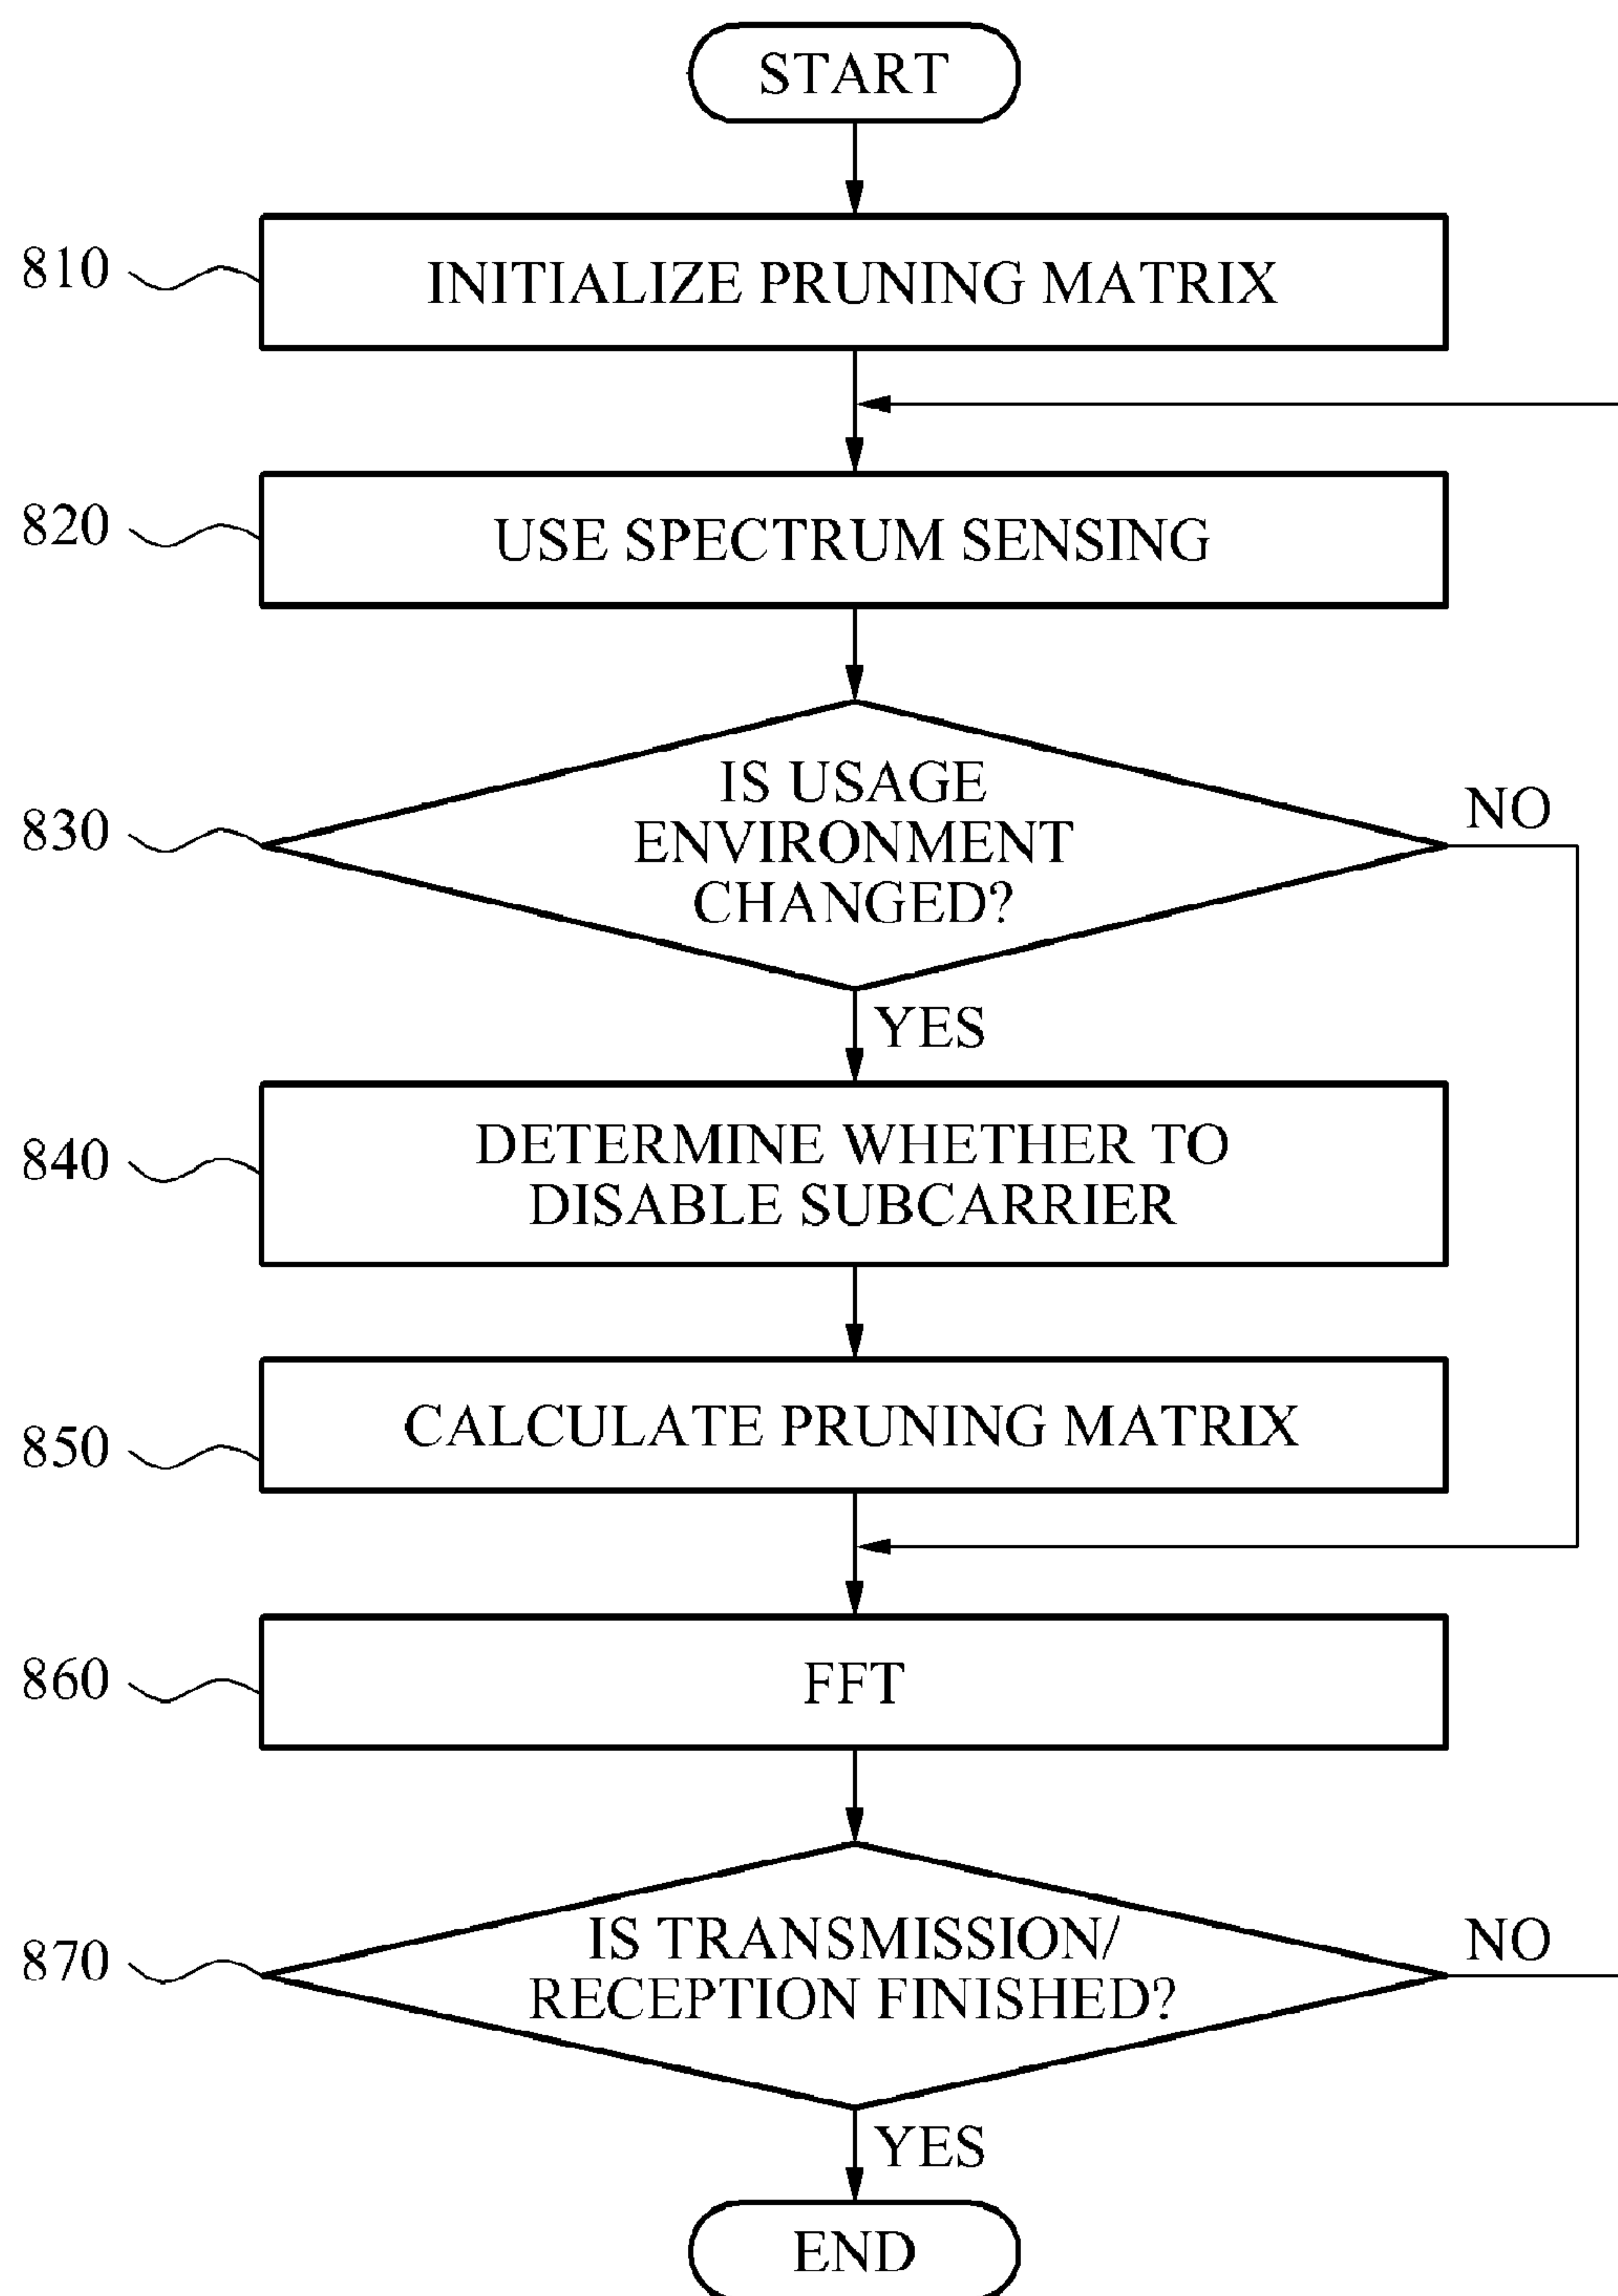 START
810
INITIALIZE PRUNING MATRIX
820
USE SPECTRUM SENSING
830
IS USAGE
ENVIRONMENT
CHANGED?
NO
YES
840
DETERMINE WHETHER TO
DISABLE SUBCARRIER
850
CALCULATE PRUNING MATRIX
860
FFT
870
IS TRANSMISSION/
RECEPTION FINISHED?
NO
YES
END